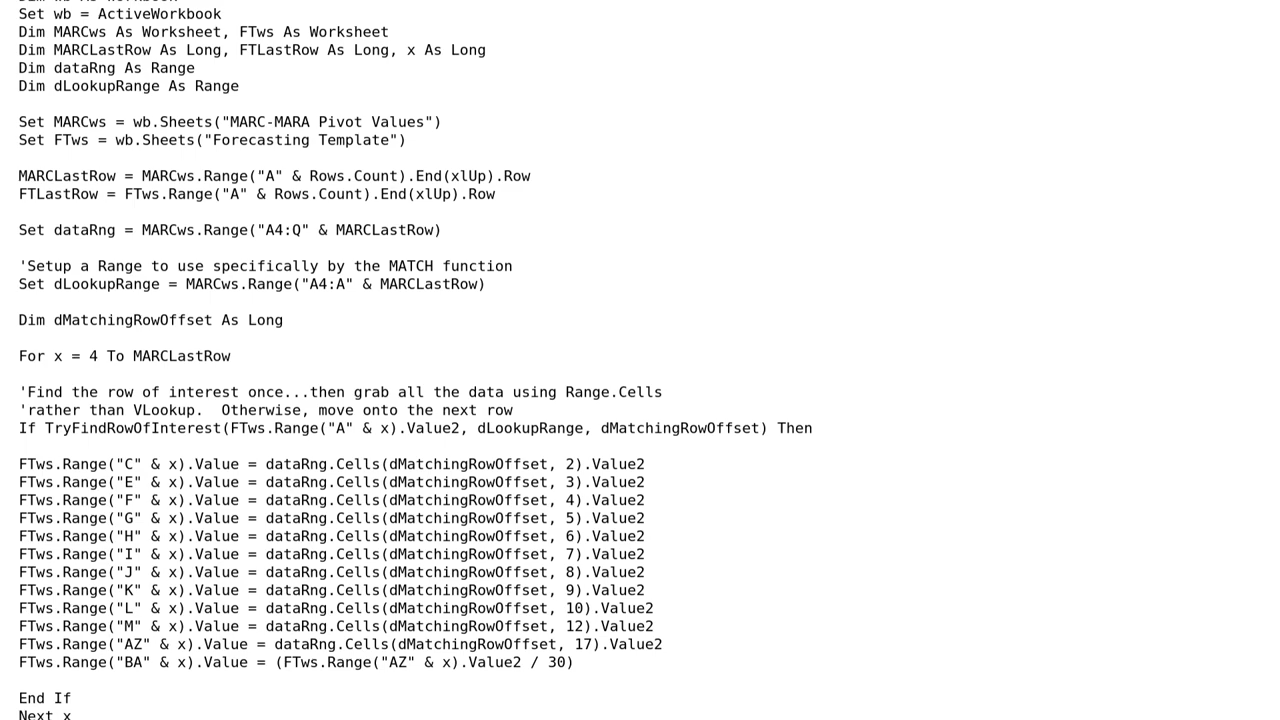 Set wb = ActiveWorkbook
Dim MARCws As Worksheet, FTws As Worksheet
Dim MARCLastRow As Long, FTLastRow As Long, x As Long
Dim dataRng As Range
Dim dLookupRange As Range
Set MARCws = wb.Sheets("MARC-MARA Pivot Values")
Set FTws = wb.Sheets("Forecasting Template")
MARCLastRow = MARCws.Range("A" & Rows.Count).End(xlUp).Row
FTLastRow = FTws.Range("A" & Rows.Count).End(xlUp).Row
Set dataRng = MARCws.Range("A4:Q" & MARCLastRow)
'Setup a Range to use specifically by the MATCH function
Set dLookupRange = MARCws.Range("A4:A" & MARCLastRow)
Dim dMatchingRowOffset As Long
For x = 4 To MARCLastRow
'Find the row of interest once...then grab all the data using Range.Cells
'rather than VLookup.  Otherwise, move onto the next row
If TryFindRowOfInterest(FTws.Range("A" & x).Value2, dLookupRange, dMatchingRowOffset) Then
FTws.Range("C" & x).Value = dataRng.Cells(dMatchingRowOffset, 2).Value2
FTws.Range("E" & x).Value = dataRng.Cells(dMatchingRowOffset, 3).Value2
FTws.Range("F" & x).Value = dataRng.Cells(dMatchingRowOffset, 4).Value2
FTws.Range("G" & x).Value = dataRng.Cells(dMatchingRowOffset, 5).Value2
FTws.Range("H" & x).Value = dataRng.Cells(dMatchingRowOffset, 6).Value2
FTws.Range("I" & x).Value = dataRng.Cells(dMatchingRowOffset, 7).Value2
FTws.Range("J" & x).Value = dataRng.Cells(dMatchingRowOffset, 8).Value2
FTws.Range("K" & x).Value = dataRng.Cells(dMatchingRowOffset, 9).Value2
FTws.Range("L" & x).Value = dataRng.Cells(dMatchingRowOffset, 10).Value2
FTws.Range("M" & x).Value = dataRng.Cells(dMatchingRowOffset, 12).Value2
FTws.Range("AZ" & x).Value = dataRng.Cells(dMatchingRowOffset, 17).Value2
FTws.Range("BA" & x).Value = (FTws.Range("AZ" & x).Value2 / 30)
End If
Next x